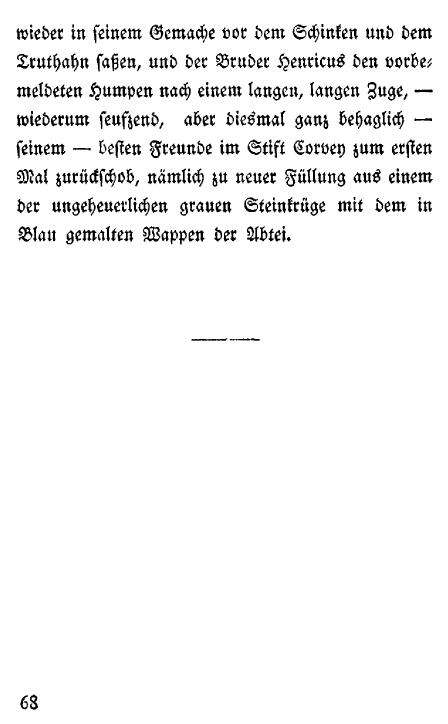 wieder in ſeinem Gemache vor dem Schinken und dem
Truthahn ſaßen, und der Bruder Henricus den vorbe⸗
meldeten Humpen nach einem langen, langen Zuge, —
wiederum ſeufzend, aber diesmal ganz behaglich —
ſeinem — beſten Freunde im Stift Corvey zum erſten
Mal zurückſchob, nämlich zu neuer Füllung aus einem
der ungeheuerlichen grauen Steinkrüge mit dem in
Blau gemalten Wappen der Abtei.
68